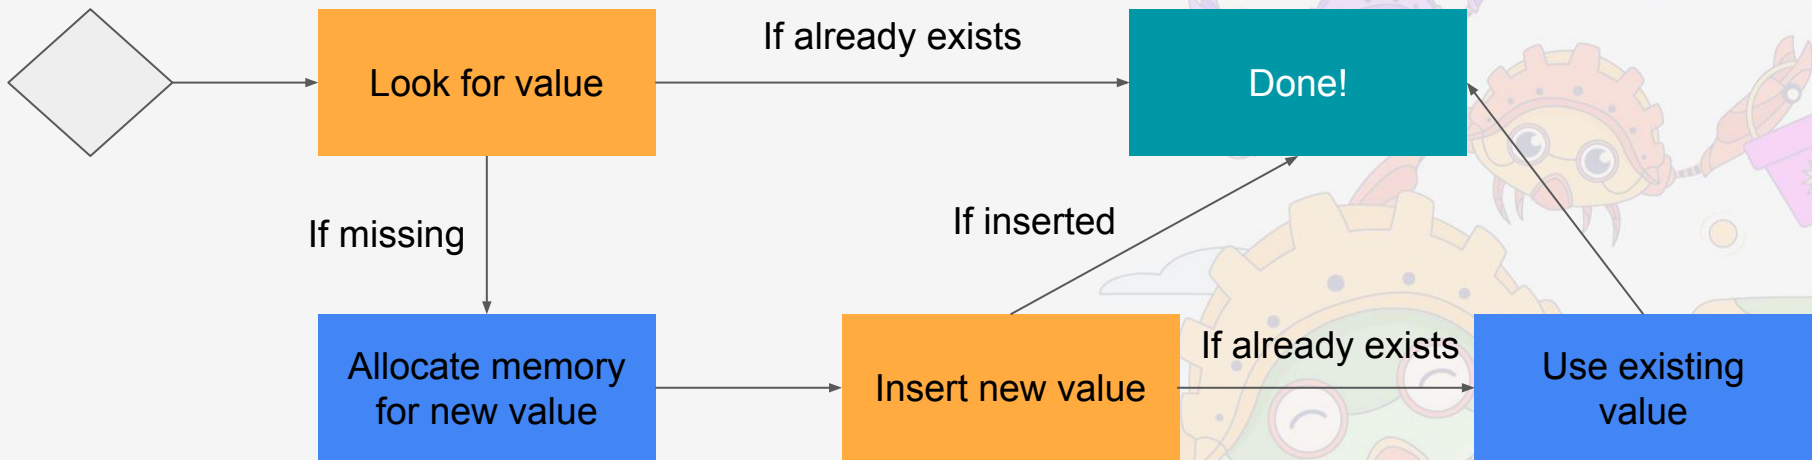 If already exists
Look for value
Done!
If missing
If inserted
Allocate memory
for new value
Insert new value
If already exists
Use existing
value